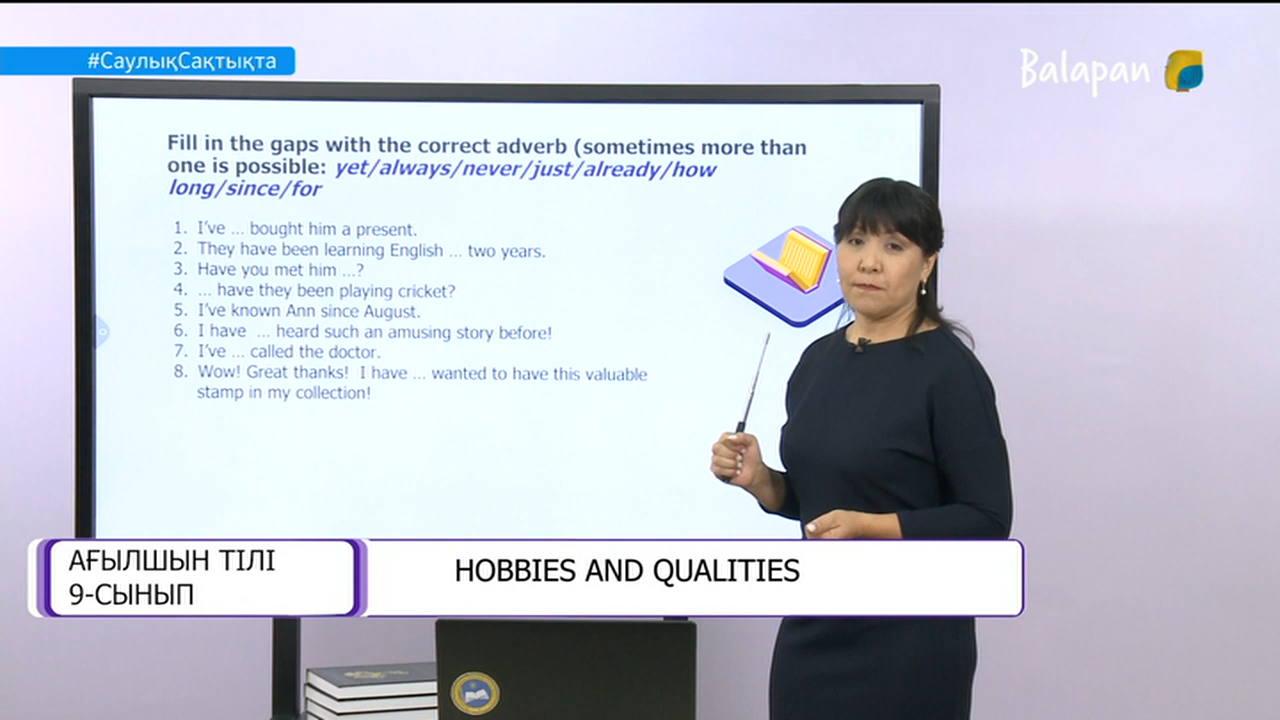 #СаулықСақтықта
Balapan
Fill in the gaps with the correct adverb (sometimes more than
one is possible: yet/always/never/just/already/how
long/since/for
1. I’ve ... bought him a present.
2. They have been learning English ... two years.
3. Have you met him ...?
4. ... have they been playing cricket?
5. I’ve known Ann since August.
6. I have ... heard such an amusing story before!
7. I’ve ... called the doctor.
8. Wow! Great thanks! I have ... wanted to have this valuable
stamp in my collection!
АҒЫЛШЫН ТІЛІ
9-СЫНЫП
HOBBIES AND QUALITIES